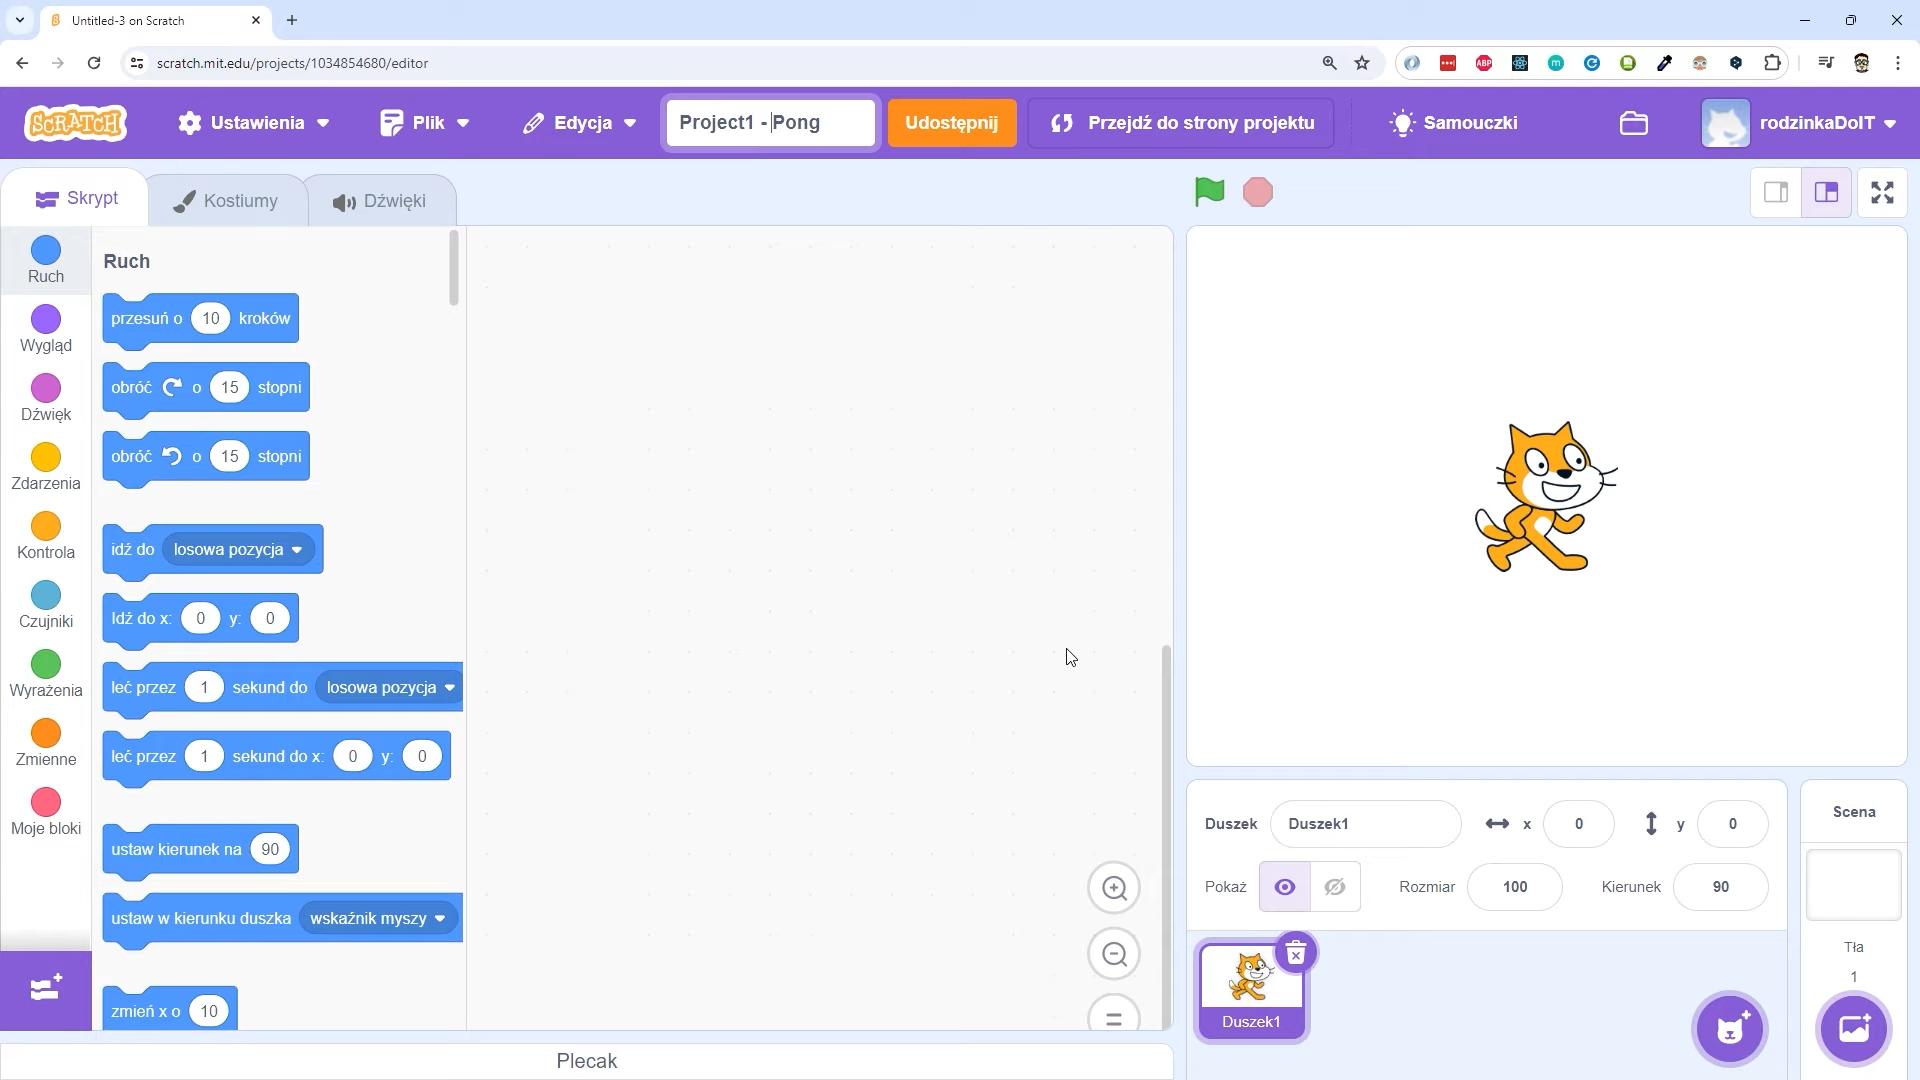 Untitled-3 on Scratch
scratch.mit.edu/projects/1034854680/editor
ABP
m
SCRATCH
Ustawienia
Plik
Edycja
Project1 - Pong
Udostępnij
Przejdź do strony projektu
Samouczki
rodzinkaDoIT
Skrypt
Kostiumy
Dźwięki
Ruch
Wygląd
Dźwięk
Zdarzenia
Kontrola
Czujniki
Wyrażenia
Zmienne
Moje bloki
Ruch
przesuń o 10 kroków
obróć o 15 stopni
obróć o 15 stopni
idź do losowa pozycja
Idź do x: 0 y: 0
leć przez 1 sekund do losowa pozycja
leć przez 1 sekund do x: 0 y: 0
ustaw kierunek na 90
ustaw w kierunku duszka wskaźnik myszy
zmień x o 10
Plecak
Duszek Duszek1 x 0 y 0
Pokaż Rozmiar 100 Kierunek 90
Duszek1
Scena
Tła
1